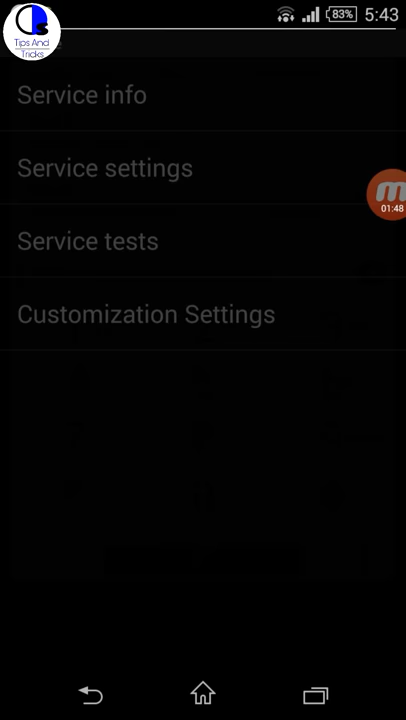 83%
5:43
Tips And
Tricks
Service info
Service settings
m
01:48
Service tests
Customization Settings